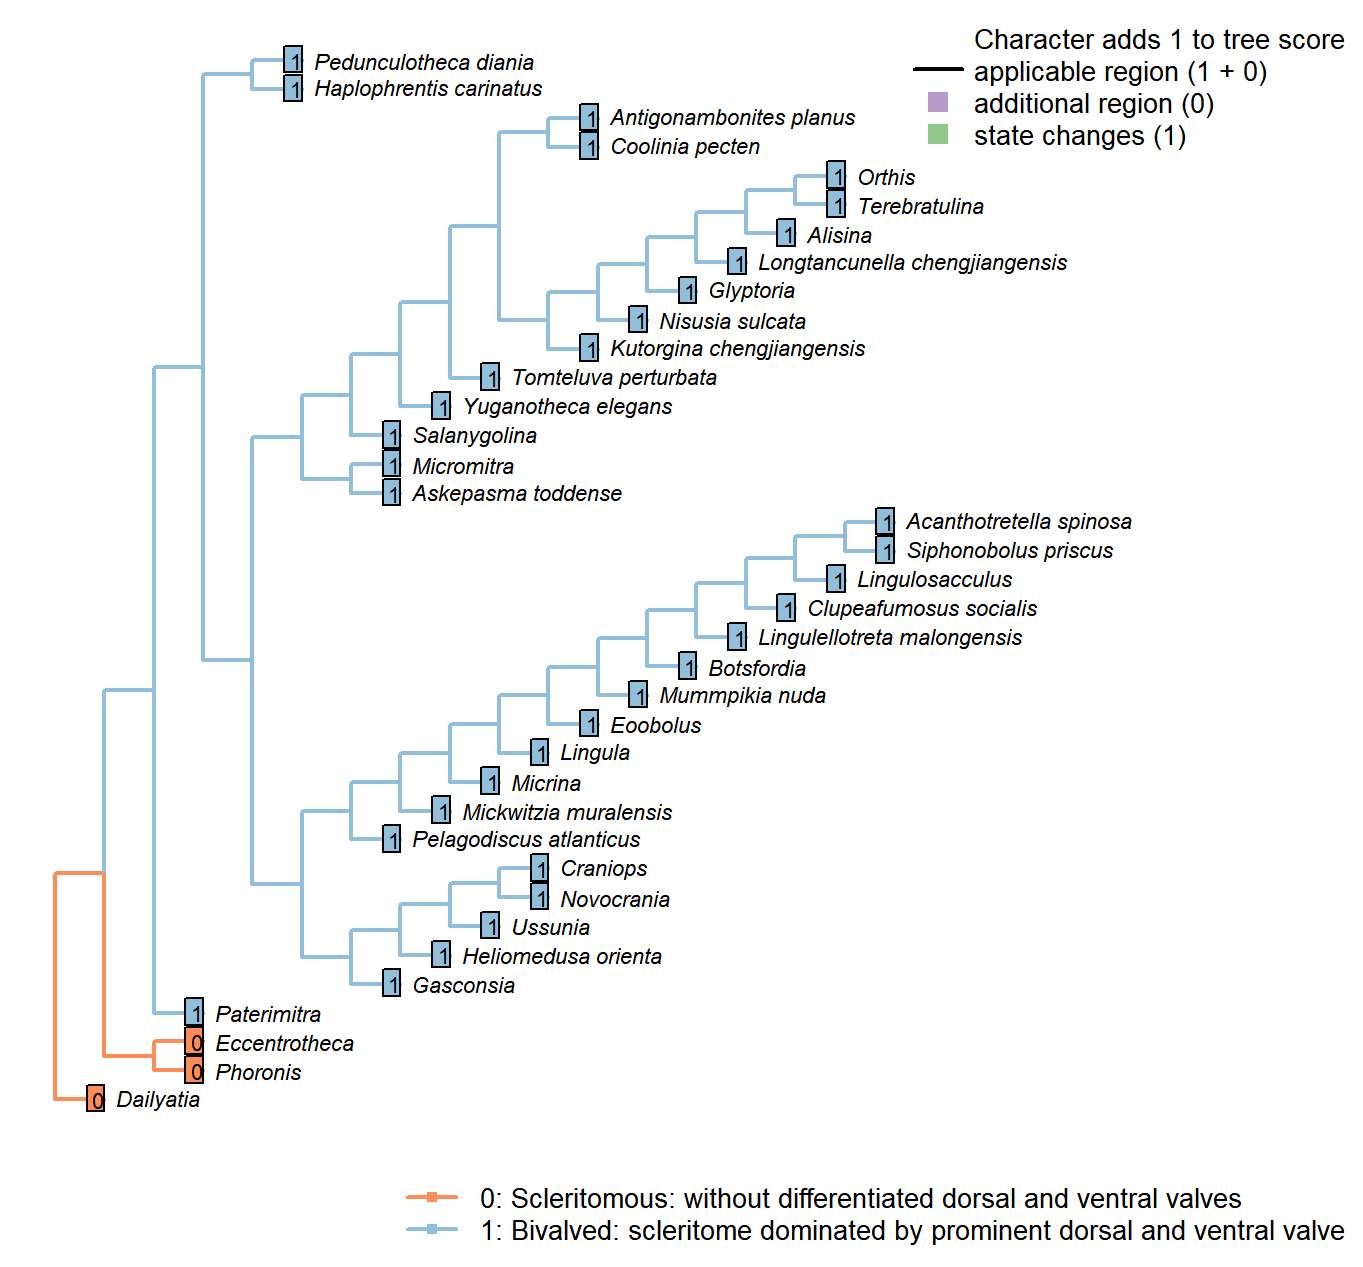 Character adds 1 to tree score
applicable region (1 + 0)
additional region (0)
state changes (1)
1 Pedunculotheca diania
1 Haplophrentis carinatus
1 Antigonambonites planus
1 Coolinia pecten
1 Orthis
1 Terebratulina
1 Alisina
1 Longtancunella chengjiangensis
1 Glyptoria
1 Nisusia sulcata
1 Kutorgina chengjiangensis
1 Tomteluva perturbata
1 Yuganotheca elegans
1 Salanygolina
1 Micromitra
1 Askepasma toddense
1 Acanthotretella spinosa
1 Siphonobolus priscus
1 Lingulosacculus
1 Clupeafumosus socialis
1 Lingulellotreta malongensis
1 Botsfordia
1 Mummpikia nuda
1 Eoobolus
1 Lingula
1 Micrina
1 Mickwitzia muralensis
1 Pelagodiscus atlanticus
1 Craniops
1 Novocrania
1 Ussunia
1 Heliomedusa orienta
1 Gasconsia
1 Paterimitra
0 Eccentrotheca
0 Phoronis
0 Dailyatia
0: Scleritomous: without differentiated dorsal and ventral valves
1: Bivalved: scleritome dominated by prominent dorsal and ventral valve